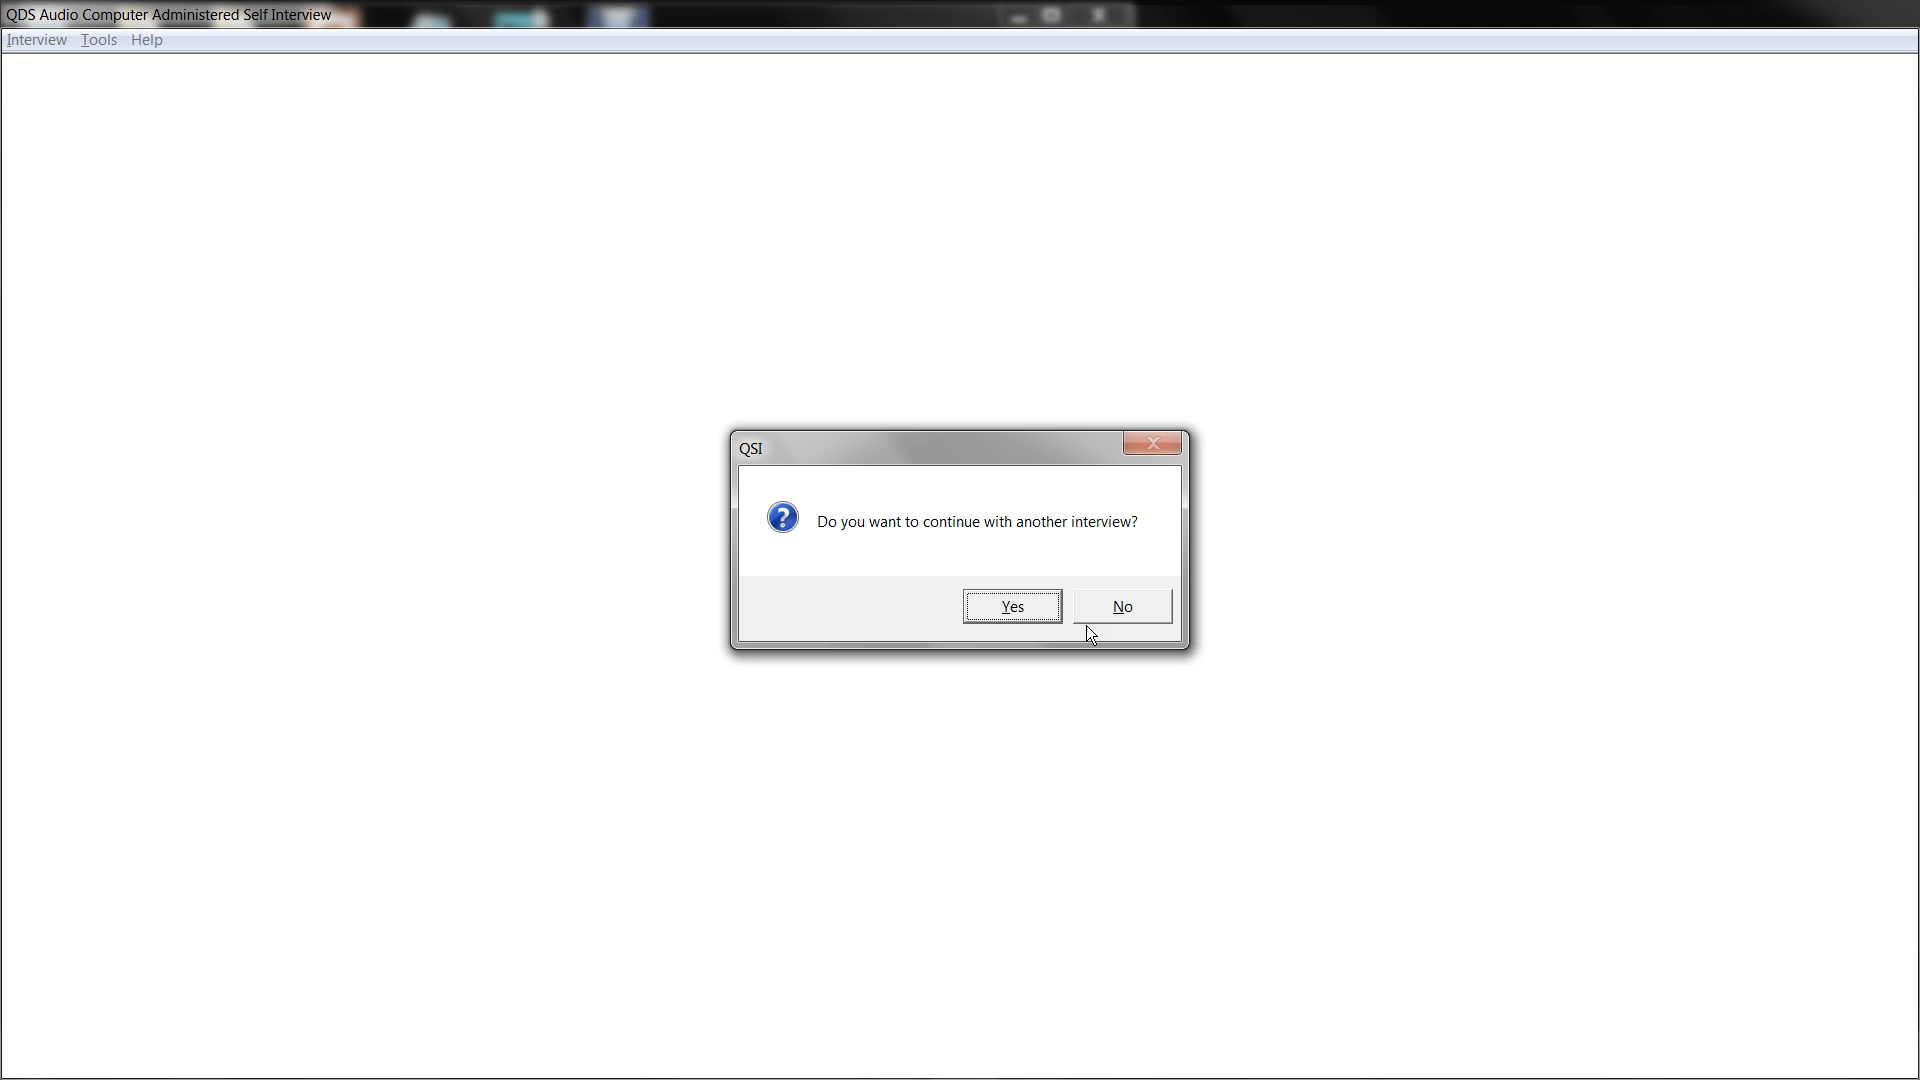 QDS Audio Computer Administered Self Interview
Interview Tools Help
QSI
Do you want to continue with another interview?
Yes No